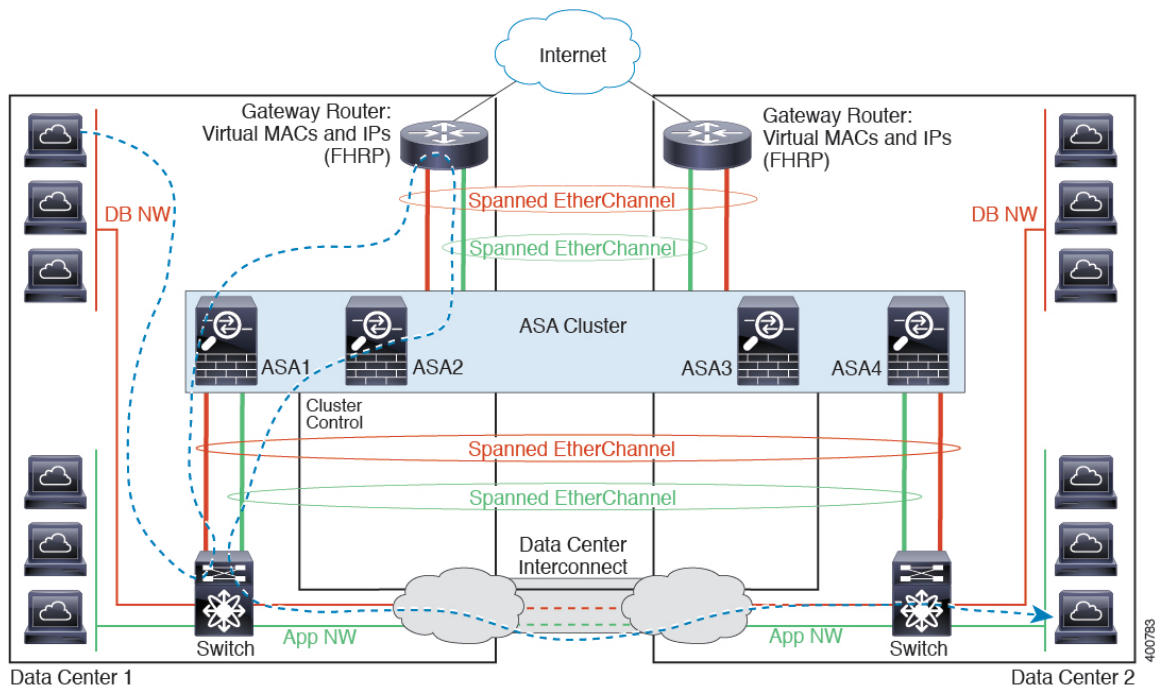 Internet
Gateway Router:
Virtual MACs and IPs
(FHRP)
Gateway Router:
Virtual MACs and IPs
(FHRP)
Spanned EtherChannel
DB NW
DB NW
Spanned EtherChannel
ASA Cluster
ASA1
ASA2
ASA3
ASA4
Cluster
Control
Spanned EtherChannel
Spanned EtherChannel
Data Center
Interconnect
App NW
App NW
Switch
Switch
400783
Data Center 1
Data Center 2